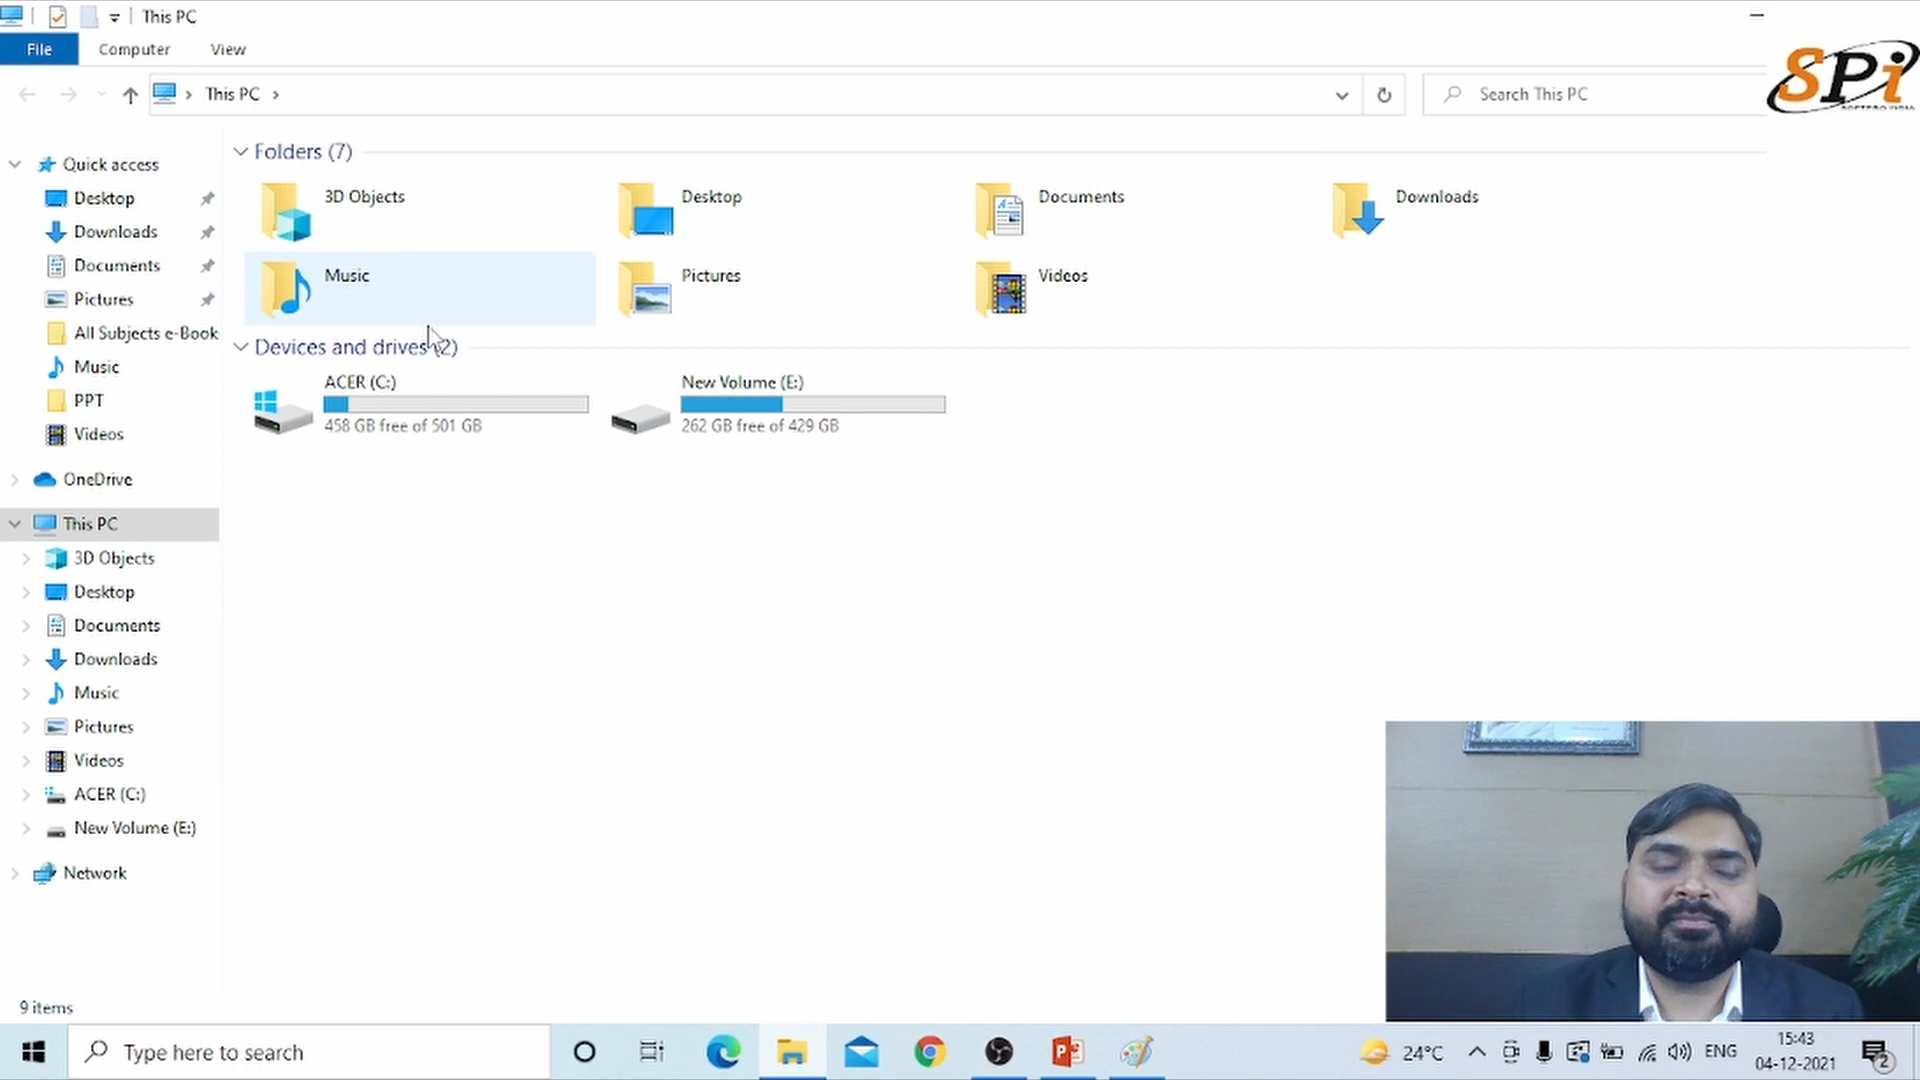 This PC
File Computer View
This PC
Search This PC
SPi
Quick access
Desktop
Downloads
Documents
Pictures
All Subjects e-Book
Music
PPT
Videos
OneDrive
This PC
3D Objects
Desktop
Documents
Downloads
Music
Pictures
Videos
ACER (C:)
New Volume (E:)
Network
Folders (7)
3D Objects
Desktop
Documents
Downloads
Music
Pictures
Videos
Devices and drives (2)
ACER (C:)
458 GB free of 501 GB
New Volume (E:)
262 GB free of 429 GB
9 items
Type here to search
24°C
ENG
15:43
04-12-2021
2